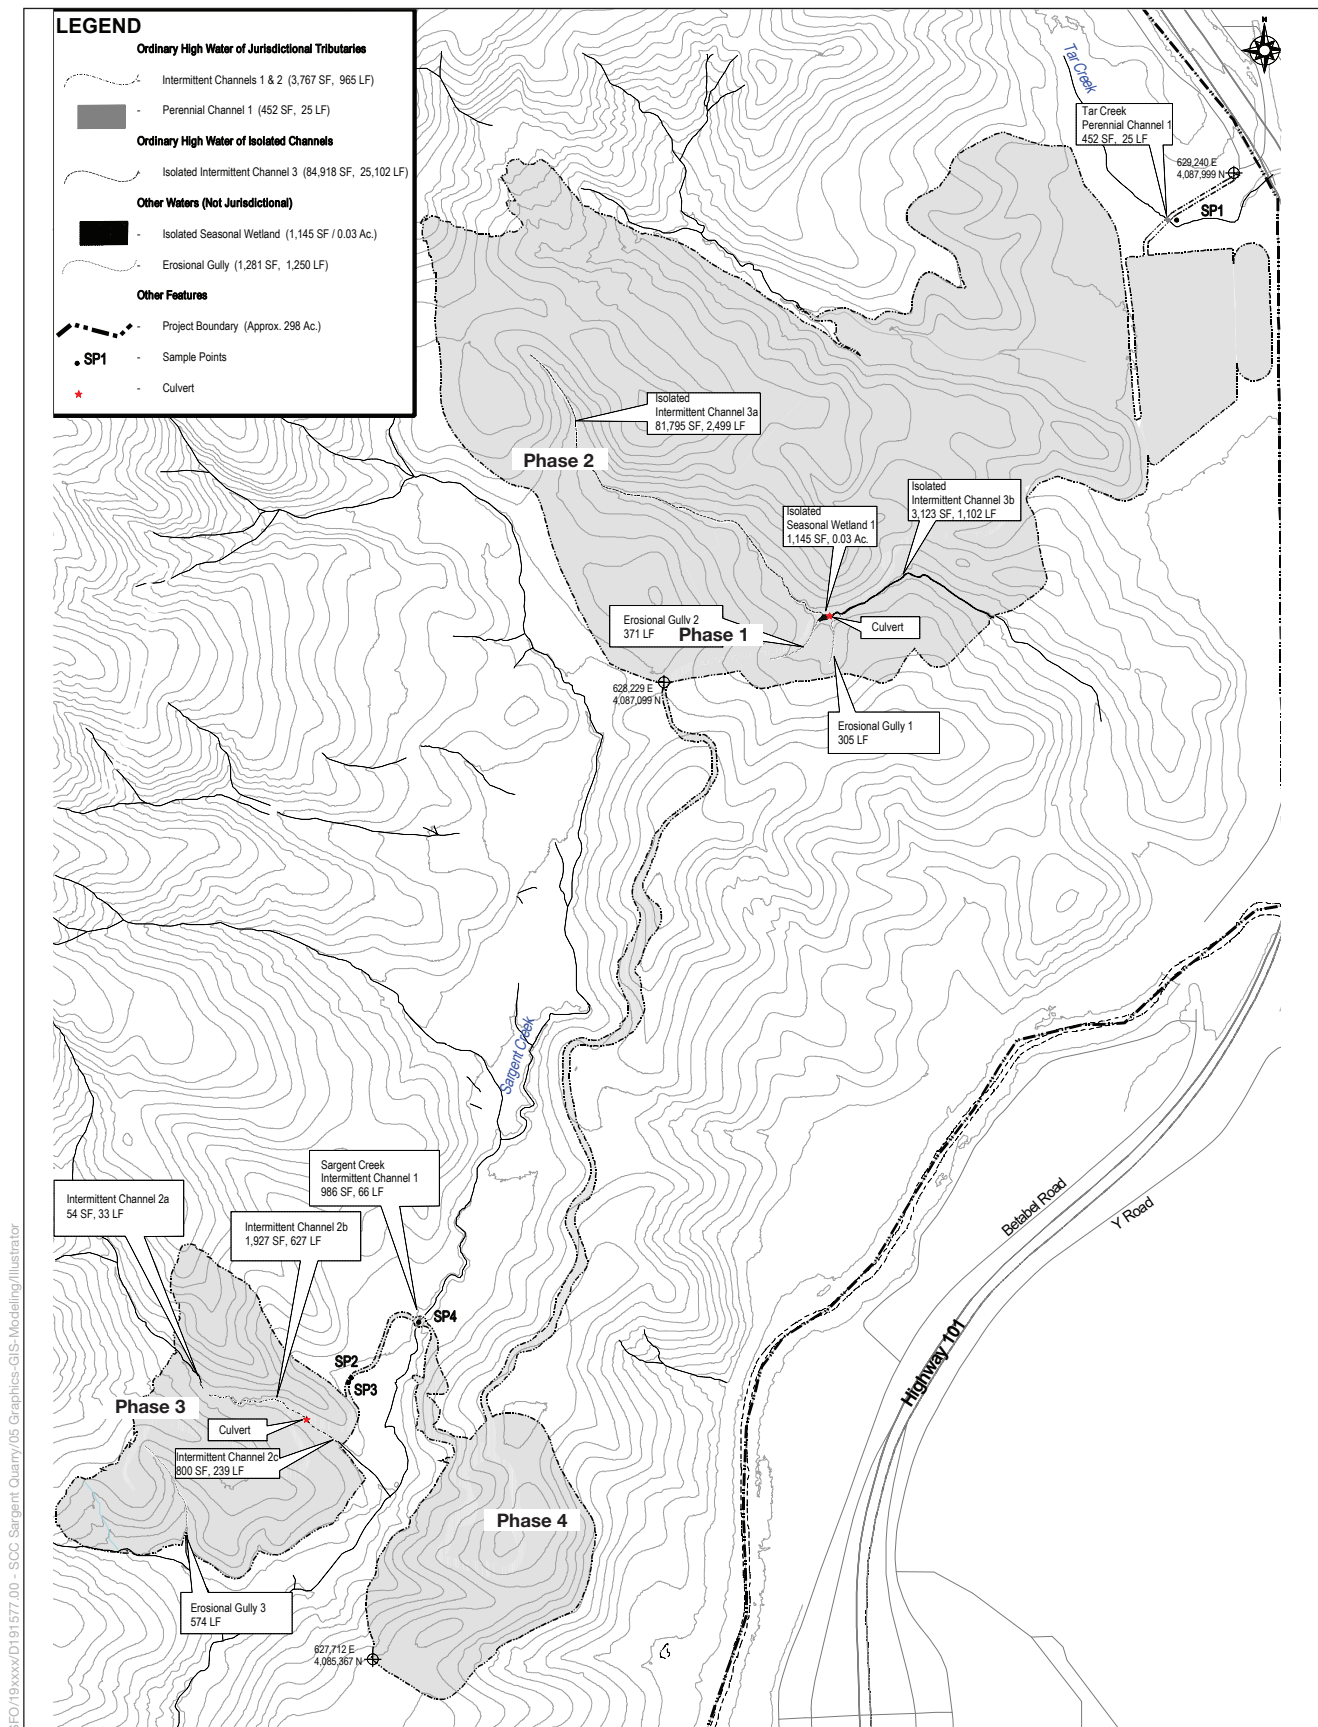 LEGEND
Ordinary High Water of Jurisdictional Tributaries
- Intermittent Channels 1 & 2 (3,767 SF, 965 LF)
- Perennial Channel 1 (452 SF, 25 LF)
Ordinary High Water of Isolated Channels
- Isolated Intermittent Channel 3 (84,918 SF, 25,102 LF)
Other Waters (Not Jurisdictional)
- Isolated Seasonal Wetland (1,145 SF / 0.03 Ac.)
- Erosional Gully (1,281 SF, 1,250 LF)
Other Features
- Project Boundary (Approx. 298 Ac.)
SP1 - Sample Points
- Culvert
N
Tar Creek
Tar Creek
Perennial Channel 1
452 SF, 25 LF
629,240 E
4,087,999 N
SP1
Isolated
Intermittent Channel 3a
81,795 SF, 2,499 LF
Phase 2
Isolated
Intermittent Channel 3b
3,123 SF, 1,102 LF
Isolated
Seasonal Wetland 1
1,145 SF, 0.03 Ac.
Erosional Gully 2
371 LF
Phase 1
Culvert
628,229 E
4,087,099 N
Erosional Gully 1
305 LF
Sargent Creek
Sargent Creek
Intermittent Channel 1
986 SF, 66 LF
Intermittent Channel 2a
54 SF, 33 LF
Intermittent Channel 2b
1,927 SF, 627 LF
Betabel Road
Y Road
Highway 101
SP4
SP2
SP3
Phase 3
Culvert
Intermittent Channel 2c
800 SF, 239 LF
Phase 4
Erosional Gully 3
574 LF
627,712 E
4,085,367 N
SFO/19xxx/D191577.00 - SCC Sargent Quarry/05 Graphics-GIS-Modeling/Illustrator